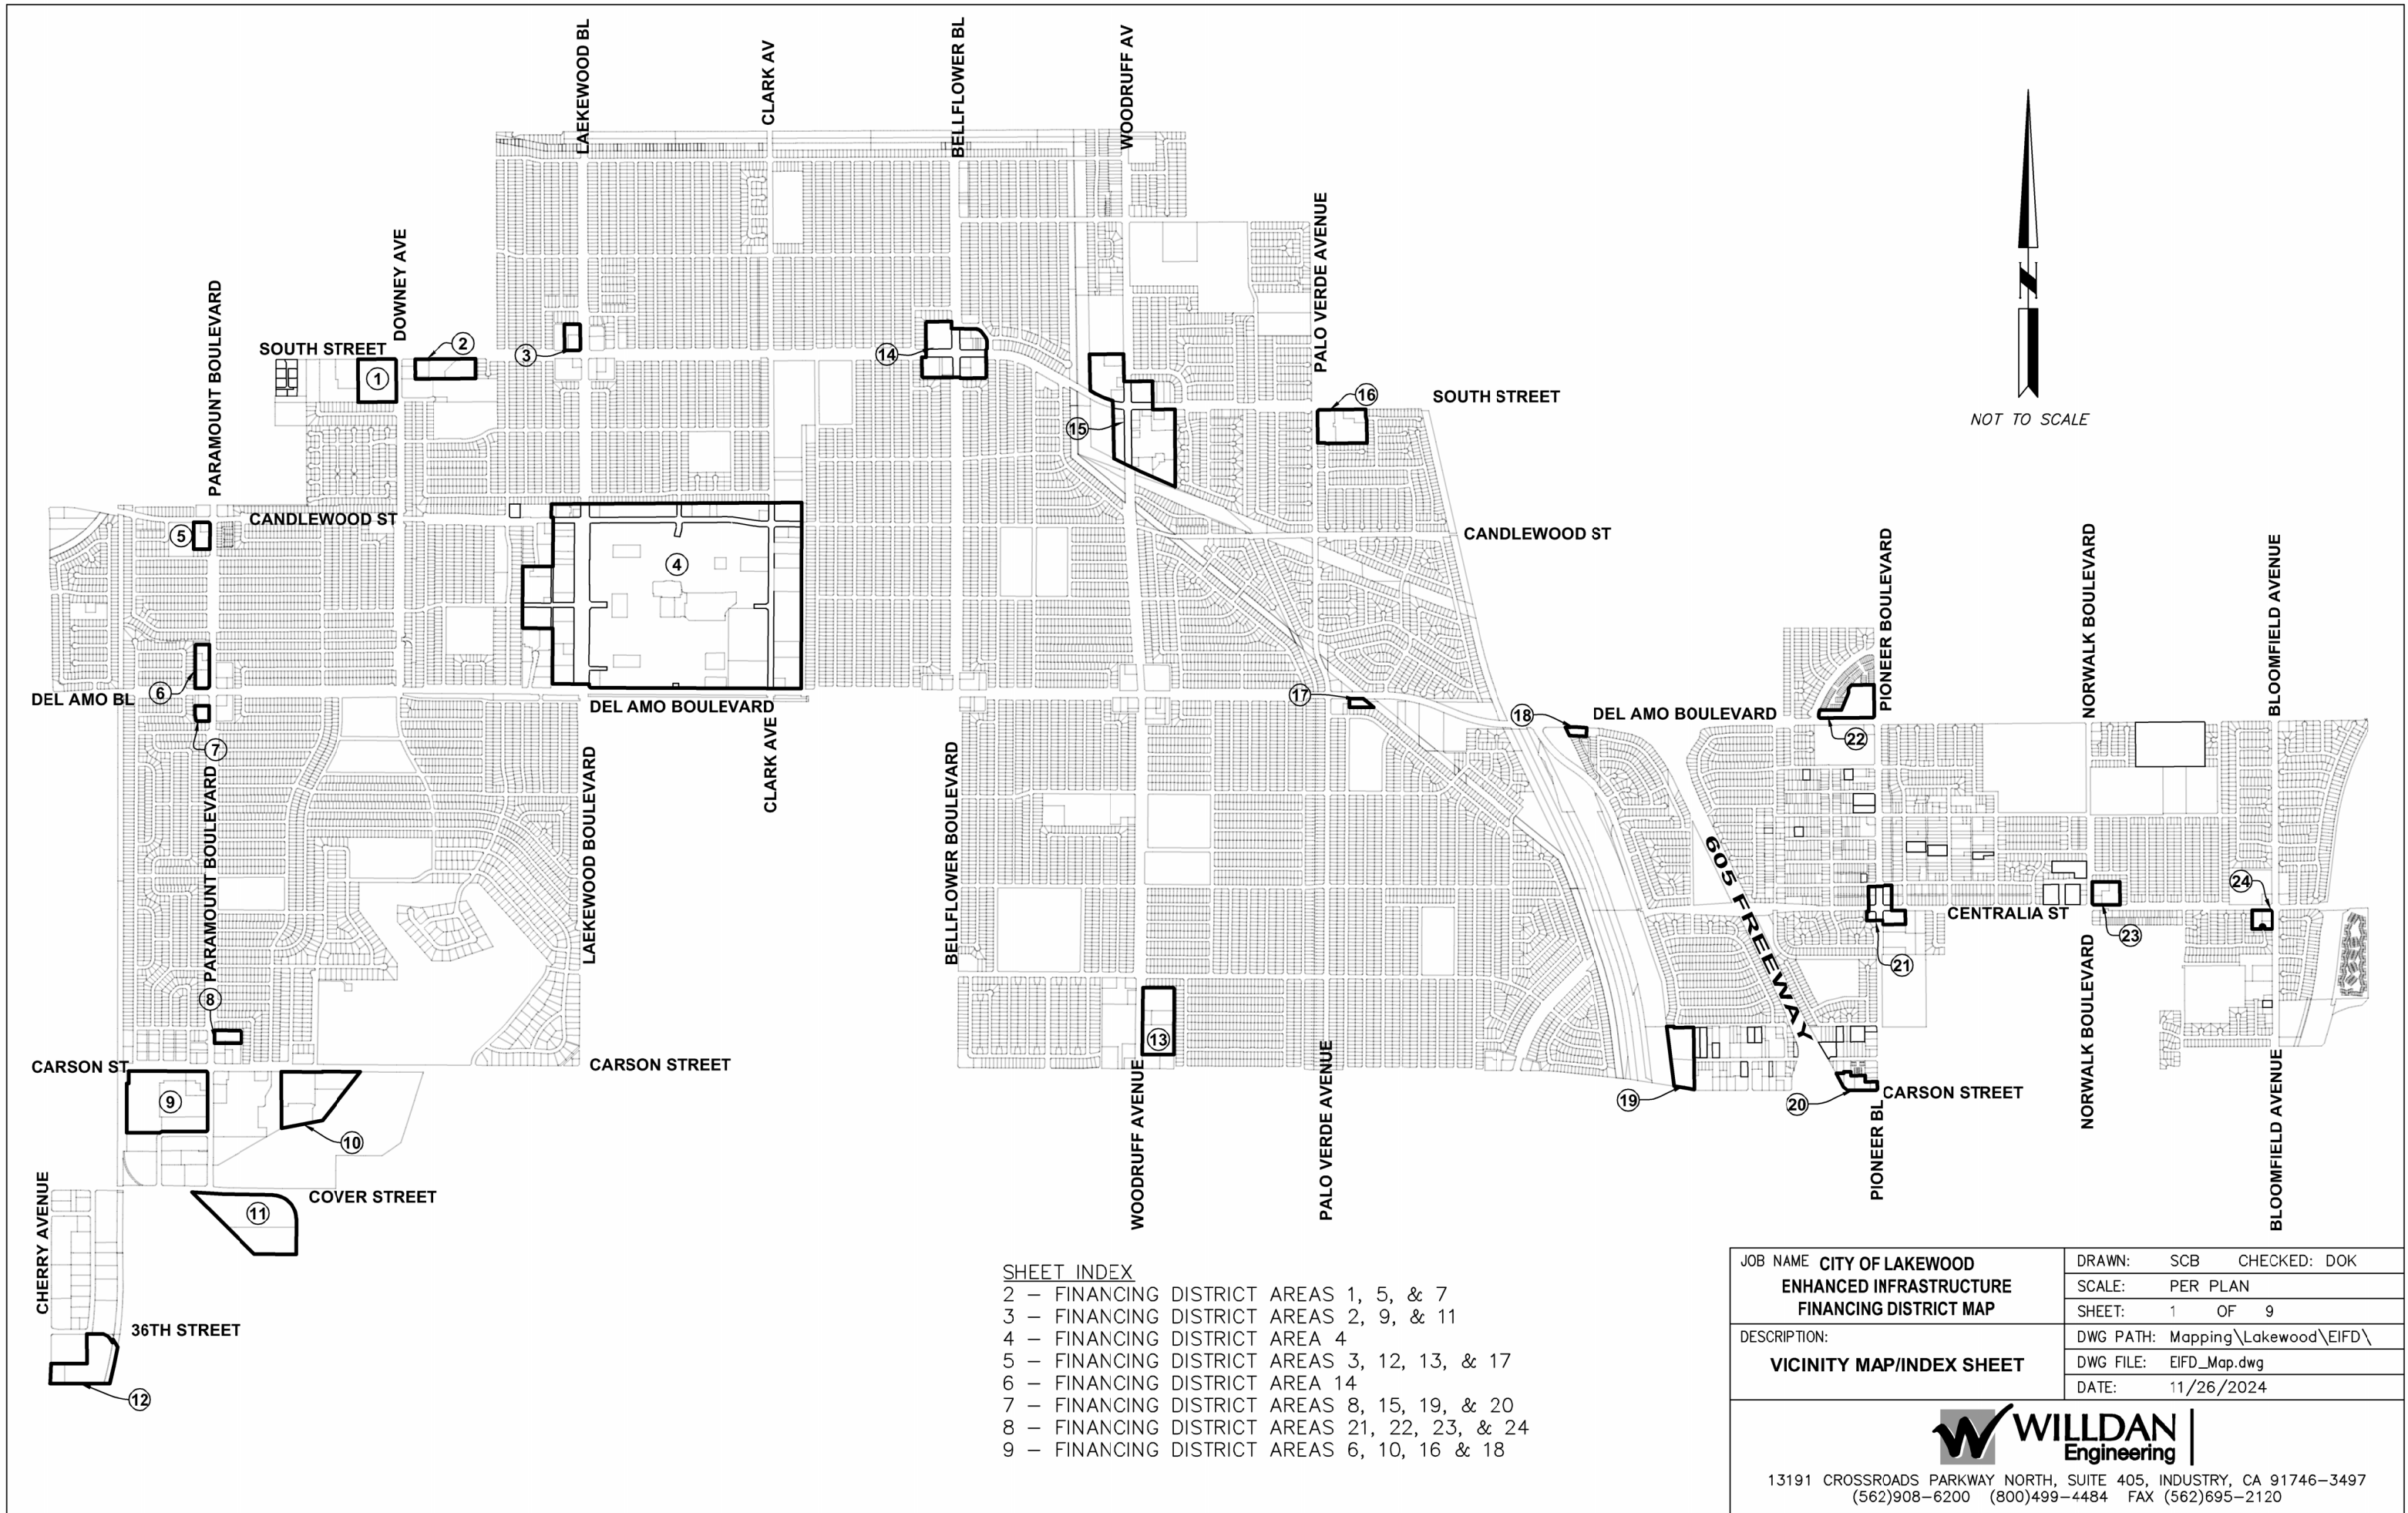 LAEKEWOOD BL
CLARK AV
BELLFLOWER BL
WOODRUFF AV
PALO VERDE AVENUE
DOWNEY AVE
PARAMOUNT BOULEVARD
SOUTH STREET
1
2
3
14
15
16
SOUTH STREET
N
NOT TO SCALE
CANDLEWOOD ST
5
4
CANDLEWOOD ST
PIONEER BOULEVARD
NORWALK BOULEVARD
BLOOMFIELD AVENUE
6
DEL AMO BL
7
DEL AMO BOULEVARD
CLARK AVE
17
18
DEL AMO BOULEVARD
22
PARAMOUNT BOULEVARD
LAEKEWOOD BOULEVARD
BELLFLOWER BOULEVARD
605 FREEWAY
CENTRALIA ST
24
23
21
8
13
CARSON ST
CARSON STREET
9
10
WOODRUFF AVENUE
PALO VERDE AVENUE
19
20
CARSON STREET
PIONEER BL
NORWALK BOULEVARD
BLOOMFIELD AVENUE
COVER STREET
11
CHERRY AVENUE
36TH STREET
12
SHEET INDEX
2 – FINANCING DISTRICT AREAS 1, 5, & 7
3 – FINANCING DISTRICT AREAS 2, 9, & 11
4 – FINANCING DISTRICT AREA 4
5 – FINANCING DISTRICT AREAS 3, 12, 13, & 17
6 – FINANCING DISTRICT AREA 14
7 – FINANCING DISTRICT AREAS 8, 15, 19, & 20
8 – FINANCING DISTRICT AREAS 21, 22, 23, & 24
9 – FINANCING DISTRICT AREAS 6, 10, 16 & 18
JOB NAME CITY OF LAKEWOOD
ENHANCED INFRASTRUCTURE
FINANCING DISTRICT MAP
DESCRIPTION:
VICINITY MAP/INDEX SHEET
DRAWN: SCB CHECKED: DOK
SCALE: PER PLAN
SHEET: 1 OF 9
DWG PATH: Mapping\Lakewood\EIFD\
DWG FILE: EIFD_Map.dwg
DATE: 11/26/2024
WILLDAN
Engineering
13191 CROSSROADS PARKWAY NORTH, SUITE 405, INDUSTRY, CA 91746–3497
(562)908–6200 (800)499–4484 FAX (562)695–2120